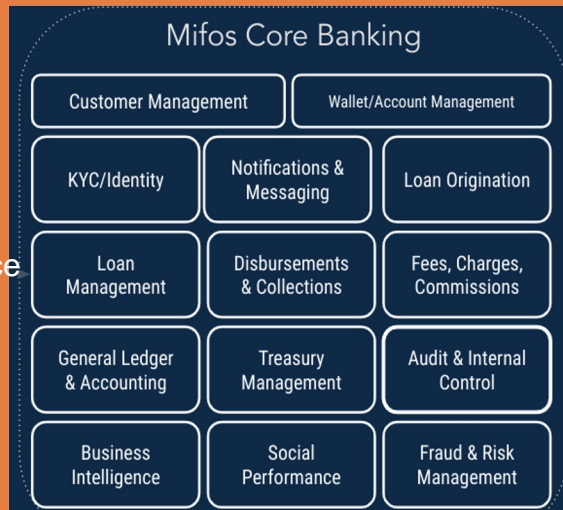 Mifos Core Banking
Customer Management
Wallet/Account Management
KYC/Identity
Notifications &
Messaging
Loan Origination
ce
Loan
Management
Disbursements
& Collections
Fees, Charges,
Commissions
General Ledger
& Accounting
Treasury
Management
Audit & Internal
Control
Business
Intelligence
Social
Performance
Fraud & Risk
Management